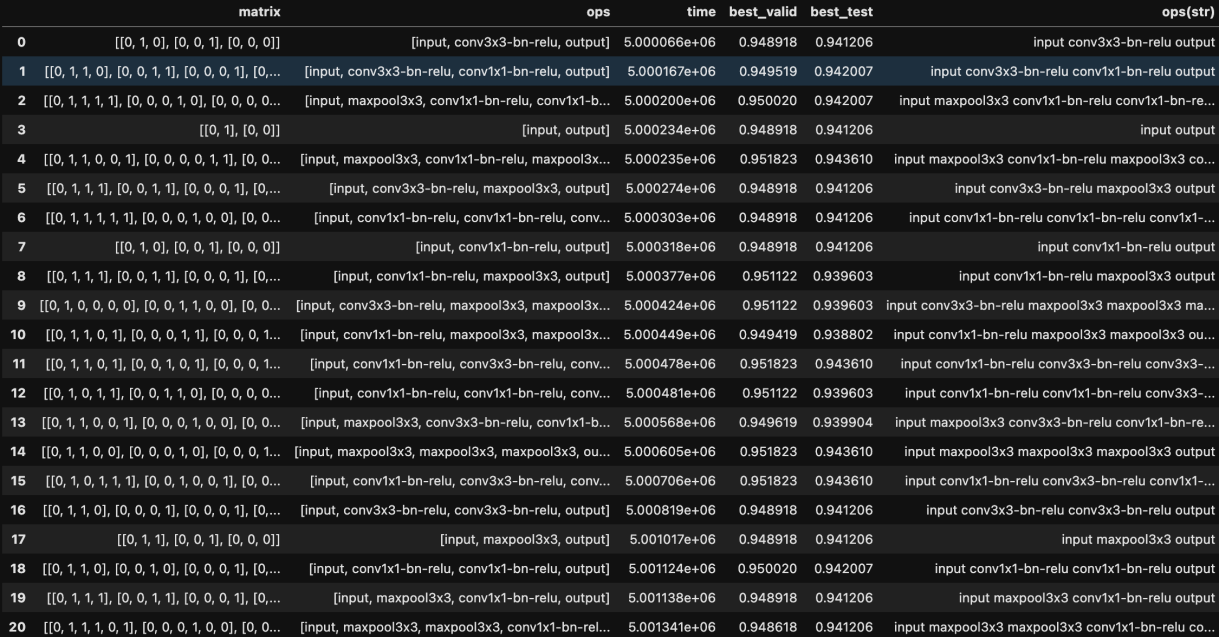 matrix ops time best_valid best_test ops(str)
0 [[0, 1, 0], [0, 0, 1], [0, 0, 0]] [input, conv3x3-bn-relu, output] 5.000066e+06 0.948918 0.941206 input conv3x3-bn-relu output
1 [[0, 1, 1, 0], [0, 0, 1, 1], [0, 0, 0, 1], [0,... [input, conv3x3-bn-relu, conv1x1-bn-relu, output] 5.000167e+06 0.949519 0.942007 input conv3x3-bn-relu conv1x1-bn-relu output
2 [[0, 1, 1, 1, 1], [0, 0, 0, 1, 0], [0, 0, 0, 0... [input, maxpool3x3, conv1x1-bn-relu, conv1x1-b... 5.000200e+06 0.950020 0.942007 input maxpool3x3 conv1x1-bn-relu conv1x1-bn-re...
3 [[0, 1], [0, 0]] [input, output] 5.000234e+06 0.948918 0.941206 input output
4 [[0, 1, 1, 0, 0, 1], [0, 0, 0, 0, 1, 1], [0, 0... [input, maxpool3x3, conv1x1-bn-relu, maxpool3x... 5.000235e+06 0.951823 0.943610 input maxpool3x3 conv1x1-bn-relu maxpool3x3 co...
5 [[0, 1, 1, 1], [0, 0, 1, 1], [0, 0, 0, 1], [0,... [input, conv3x3-bn-relu, maxpool3x3, output] 5.000274e+06 0.948918 0.941206 input conv3x3-bn-relu maxpool3x3 output
6 [[0, 1, 1, 1, 1, 1], [0, 0, 0, 1, 0, 0], [0, 0... [input, conv1x1-bn-relu, conv1x1-bn-relu, conv... 5.000303e+06 0.948918 0.941206 input conv1x1-bn-relu conv1x1-bn-relu conv1x1-...
7 [[0, 1, 0], [0, 0, 1], [0, 0, 0]] [input, conv1x1-bn-relu, output] 5.000318e+06 0.948918 0.941206 input conv1x1-bn-relu output
8 [[0, 1, 1, 1], [0, 0, 1, 1], [0, 0, 0, 1], [0,... [input, conv1x1-bn-relu, maxpool3x3, output] 5.000377e+06 0.951122 0.939603 input conv1x1-bn-relu maxpool3x3 output
9 [[0, 1, 0, 0, 0, 0], [0, 0, 1, 1, 0, 0], [0, 0... [input, conv3x3-bn-relu, maxpool3x3, maxpool3x... 5.000424e+06 0.951122 0.939603 input conv3x3-bn-relu maxpool3x3 maxpool3x3 ma...
10 [[0, 1, 1, 0, 1], [0, 0, 0, 1, 1], [0, 0, 0, 1... [input, conv1x1-bn-relu, maxpool3x3, maxpool3x... 5.000449e+06 0.949419 0.938802 input conv1x1-bn-relu maxpool3x3 maxpool3x3 ou...
11 [[0, 1, 1, 0, 1], [0, 0, 1, 0, 1], [0, 0, 0, 1... [input, conv1x1-bn-relu, conv3x3-bn-relu, conv... 5.000478e+06 0.951823 0.943610 input conv1x1-bn-relu conv3x3-bn-relu conv3x3-...
12 [[0, 1, 0, 1, 1], [0, 0, 1, 1, 0], [0, 0, 0, 0... [input, conv1x1-bn-relu, conv1x1-bn-relu, conv... 5.000481e+06 0.951122 0.939603 input conv1x1-bn-relu conv1x1-bn-relu conv3x3-...
13 [[0, 1, 1, 0, 0, 1], [0, 0, 0, 1, 0, 0], [0, 0... [input, maxpool3x3, conv3x3-bn-relu, conv1x1-b... 5.000568e+06 0.949619 0.939904 input maxpool3x3 conv3x3-bn-relu conv1x1-bn-re...
14 [[0, 1, 1, 0, 0], [0, 0, 0, 1, 0], [0, 0, 0, 1... [input, maxpool3x3, maxpool3x3, maxpool3x3, ou... 5.000605e+06 0.951823 0.943610 input maxpool3x3 maxpool3x3 maxpool3x3 output
15 [[0, 1, 0, 1, 1, 1], [0, 0, 1, 0, 0, 1], [0, 0... [input, conv1x1-bn-relu, conv3x3-bn-relu, conv... 5.000706e+06 0.951823 0.943610 input conv1x1-bn-relu conv3x3-bn-relu conv1x1-...
16 [[0, 1, 1, 0], [0, 0, 0, 1], [0, 0, 0, 1], [0,... [input, conv3x3-bn-relu, conv3x3-bn-relu, output] 5.000819e+06 0.948918 0.941206 input conv3x3-bn-relu conv3x3-bn-relu output
17 [[0, 1, 1], [0, 0, 1], [0, 0, 0]] [input, maxpool3x3, output] 5.001017e+06 0.948918 0.941206 input maxpool3x3 output
18 [[0, 1, 1, 0], [0, 0, 1, 0], [0, 0, 0, 1], [0,... [input, conv1x1-bn-relu, conv1x1-bn-relu, output] 5.001124e+06 0.950020 0.942007 input conv1x1-bn-relu conv1x1-bn-relu output
19 [[0, 1, 1, 1], [0, 0, 1, 1], [0, 0, 0, 1], [0,... [input, maxpool3x3, conv1x1-bn-relu, output] 5.001138e+06 0.948918 0.941206 input maxpool3x3 conv1x1-bn-relu output
20 [[0, 1, 1, 1, 0, 1], [0, 0, 0, 1, 0, 0], [0, 0... [input, maxpool3x3, maxpool3x3, conv1x1-bn-rel... 5.001341e+06 0.948618 0.941206 input maxpool3x3 maxpool3x3 conv1x1-bn-relu co...